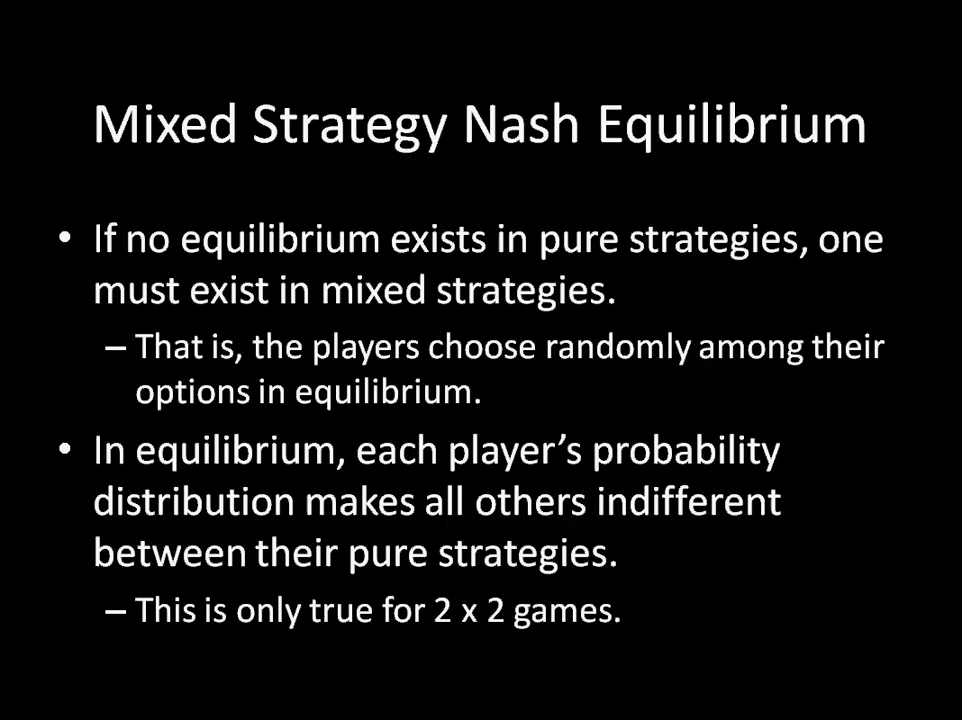 Mixed Strategy Nash Equilibrium
• If no equilibrium exists in pure strategies, one
must exist in mixed strategies.
– That is, the players choose randomly among their
options in equilibrium.
• In equilibrium, each player’s probability
distribution makes all others indifferent
between their pure strategies.
– This is only true for 2 x 2 games.